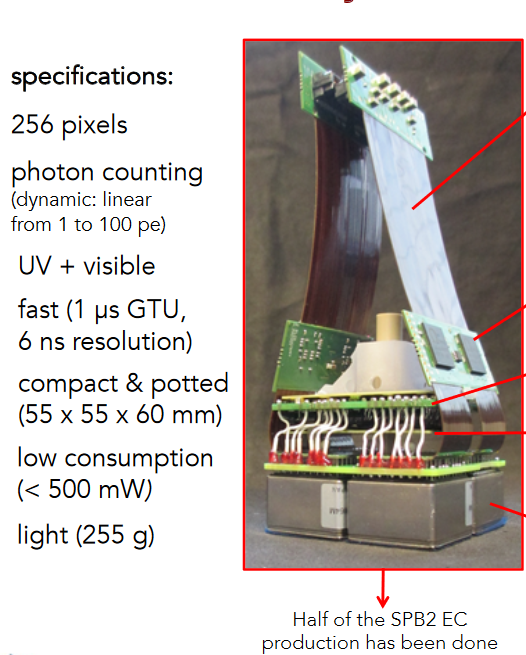 specifications:
256 pixels
photon counting
(dynamic: linear
from 1 to 100 pe)
UV + visible
fast (1 µs GTU,
6 ns resolution)
compact & potted
(55 x 55 x 60 mm)
low consumption
(< 500 mW)
light (255 g)
Half of the SPB2 EC
production has been done